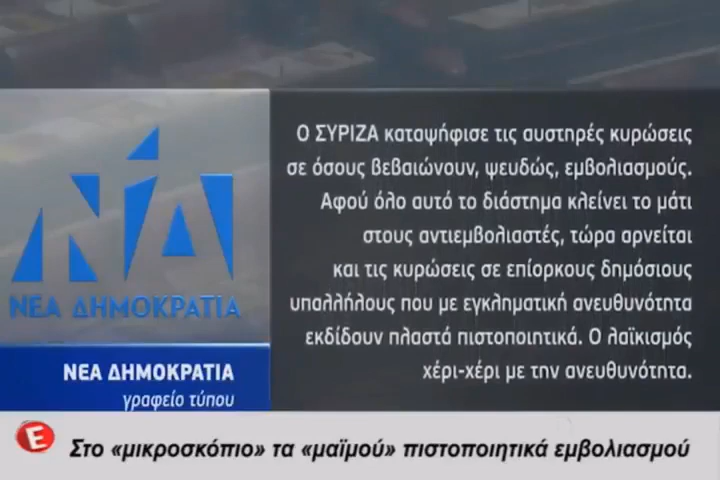 Ο ΣΥΡΙΖΑ καταψήφισε τις αυστηρές κυρώσεις
σε όσους βεβαιώνουν, ψευδώς, εμβολιασμούς.
Αφού όλο αυτό το διάστημα κλείνει το μάτι
στους αντιεμβολιαστές, τώρα αρνείται
και τις κυρώσεις σε επίορκους δημόσιους
υπαλλήλους που με εγκληματική ανευθυνότητα
εκδίδουν πλαστά πιστοποιητικά. Ο λαϊκισμός
χέρι-χέρι με την ανευθυνότητα.
ΝΔ
ΝΕΑ ΔΗΜΟΚΡΑΤΙΑ
ΝΕΑ ΔΗΜΟΚΡΑΤΙΑ
γραφείο τύπου
E
Στο «μικροσκόπιο» τα «μαϊμού» πιστοποιητικά εμβολιασμού